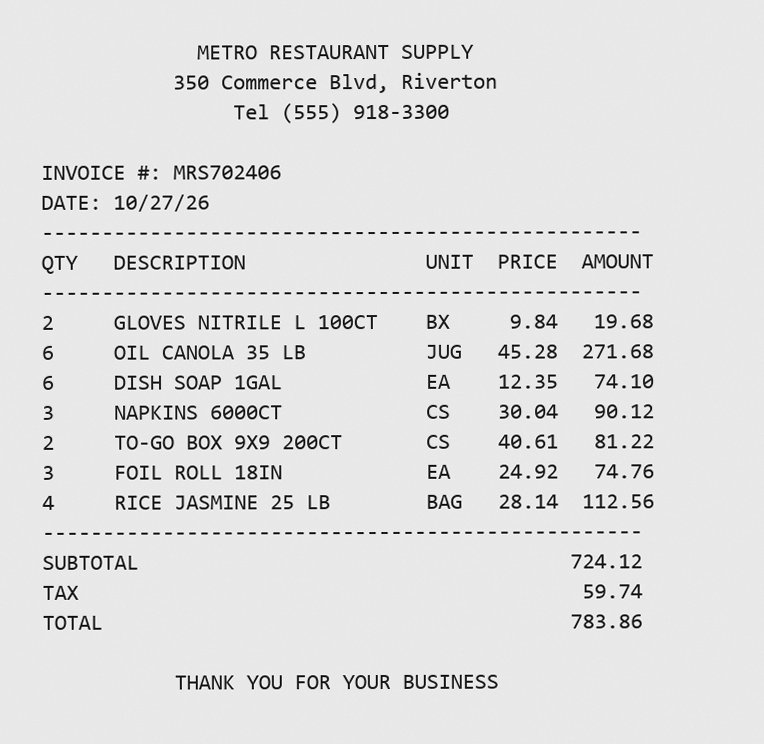 METRO RESTAURANT SUPPLY
350 Commerce Blvd, Riverton
Tel (555) 918-3300
INVOICE #: MRS702406
DATE: 10/27/26
--------------------------------------------------
QTY   DESCRIPTION               UNIT  PRICE  AMOUNT
--------------------------------------------------
2     GLOVES NITRILE L 100CT    BX     9.84   19.68
6     OIL CANOLA 35 LB          JUG   45.28  271.68
6     DISH SOAP 1GAL            EA    12.35   74.10
3     NAPKINS 6000CT            CS    30.04   90.12
2     TO-GO BOX 9X9 200CT       CS    40.61   81.22
3     FOIL ROLL 18IN            EA    24.92   74.76
4     RICE JASMINE 25 LB        BAG   28.14  112.56
--------------------------------------------------
SUBTOTAL                                    724.12
TAX                                          59.74
TOTAL                                       783.86
THANK YOU FOR YOUR BUSINESS